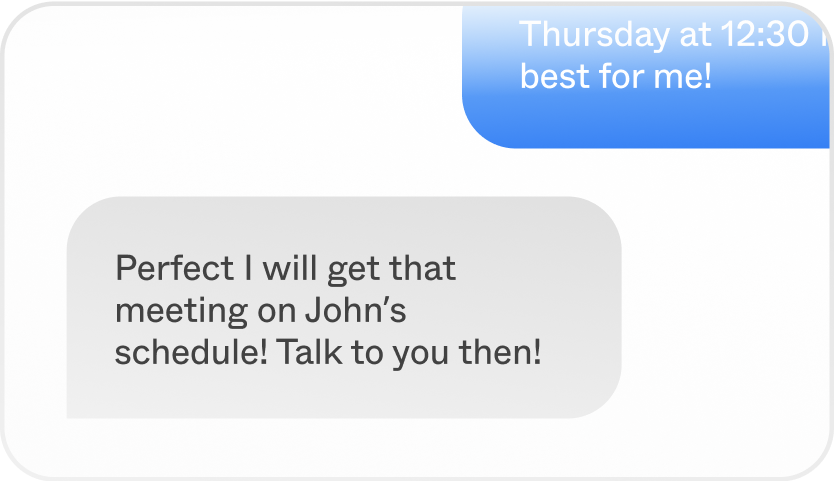 Thursday at 12:30
best for me!
Perfect I will get that
meeting on John's
schedule! Talk to you then!